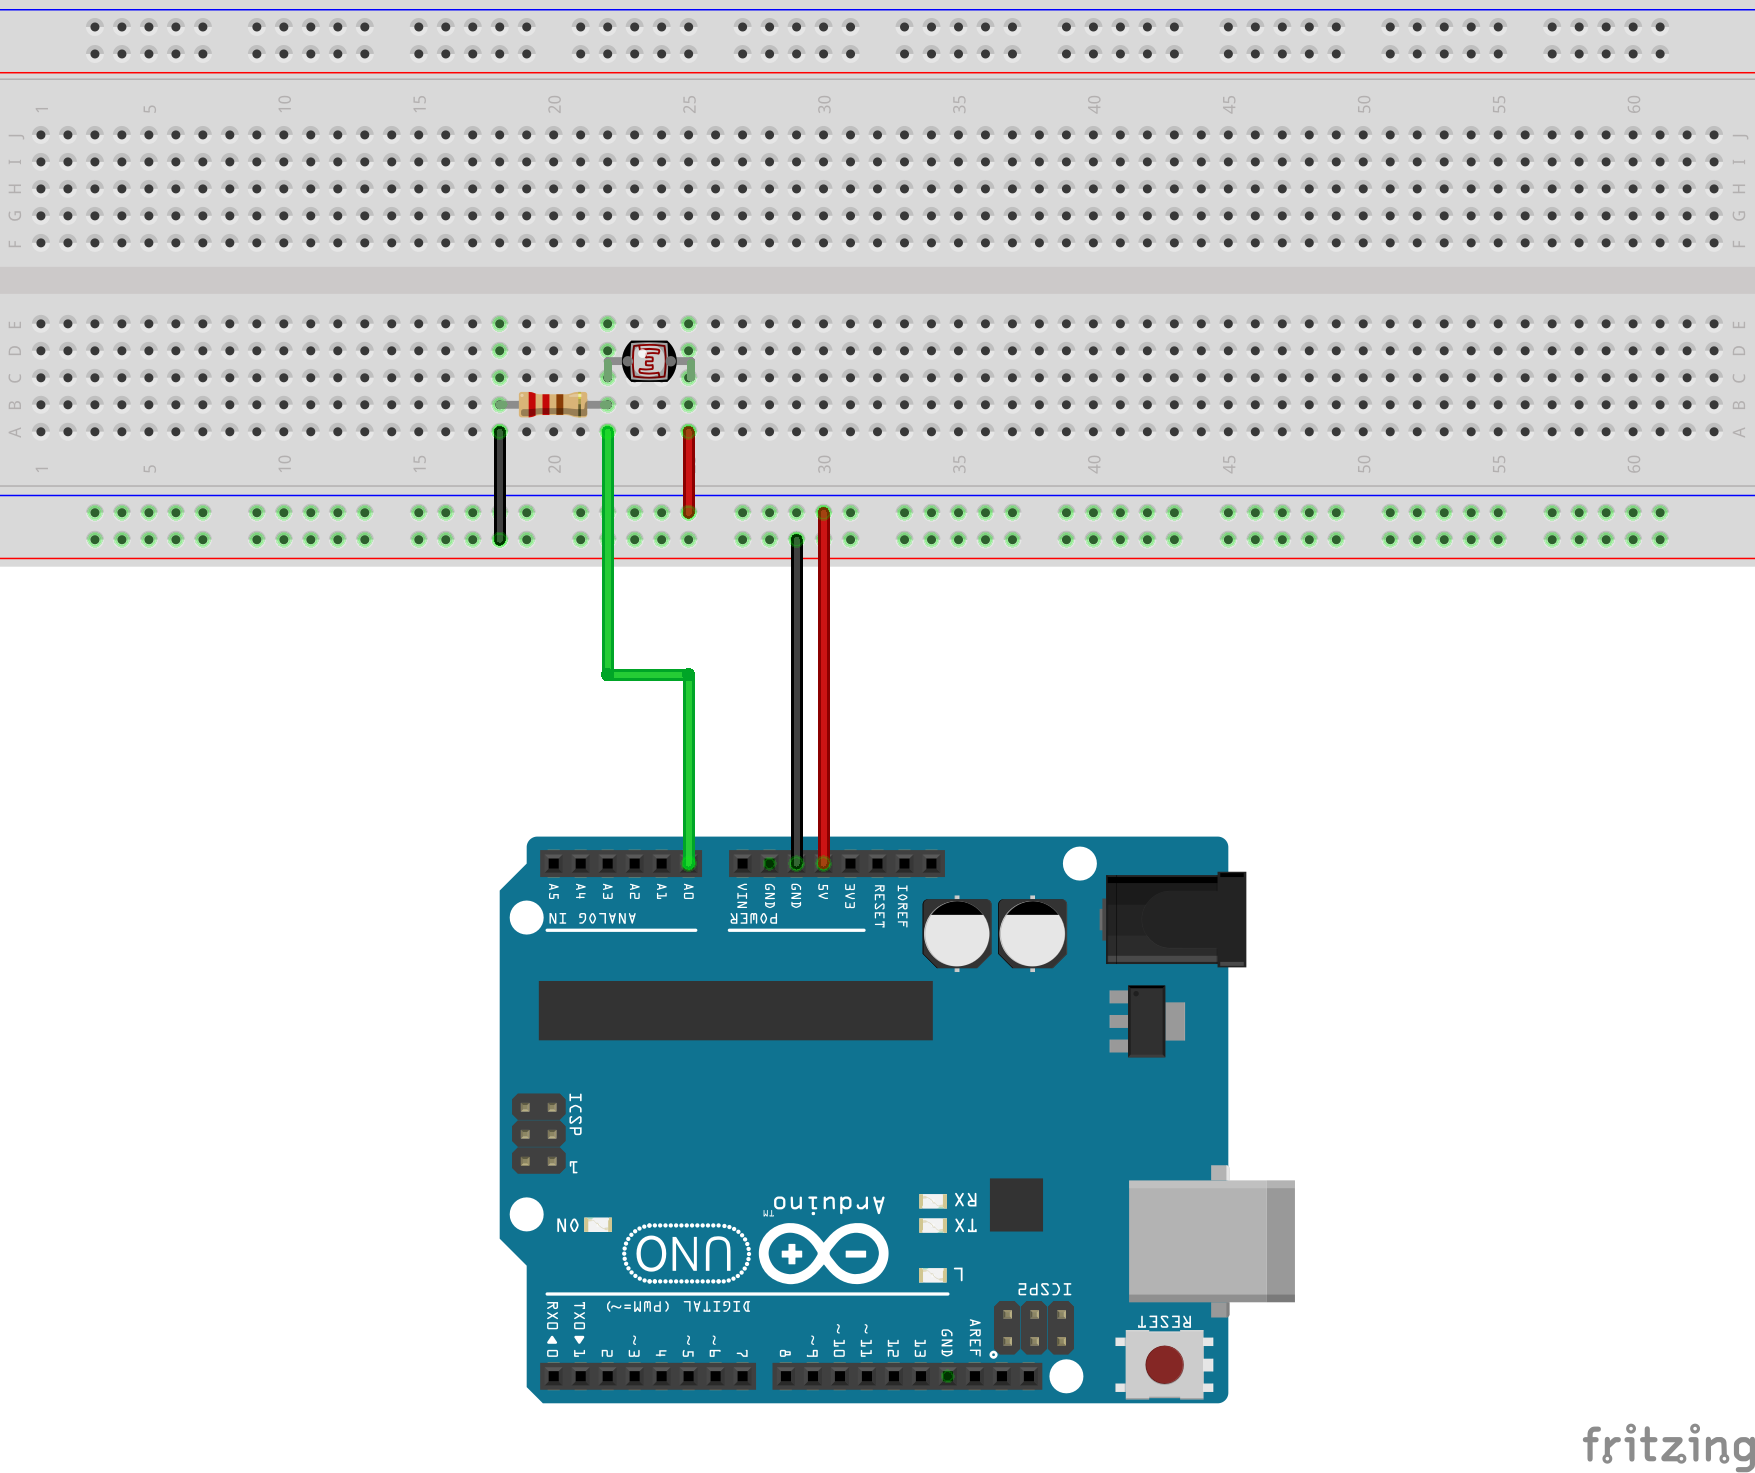 1 5 10 15 20 25 30 35 40 45 50 55 60
J J
I I
H H
G G
F F
E E
D D
C C
B B
A A
1 5 10 15 20 25 30 35 40 45 50 55 60
A5 A4 A3 A2 A1 A0 VIN GND GND 5V 3V3 RESET IOREF
ANALOG IN POWER
ICSP
1
Arduino
TM
RX
ON
TX
UNO
L
ICSP2
DIGITAL (PWM=~)
RESET
RX0◀0 TX0▶1 2 ~3 4 ~5 ~6 7 8 ~9 ~10 ~11 12 13 GND AREF
fritzing